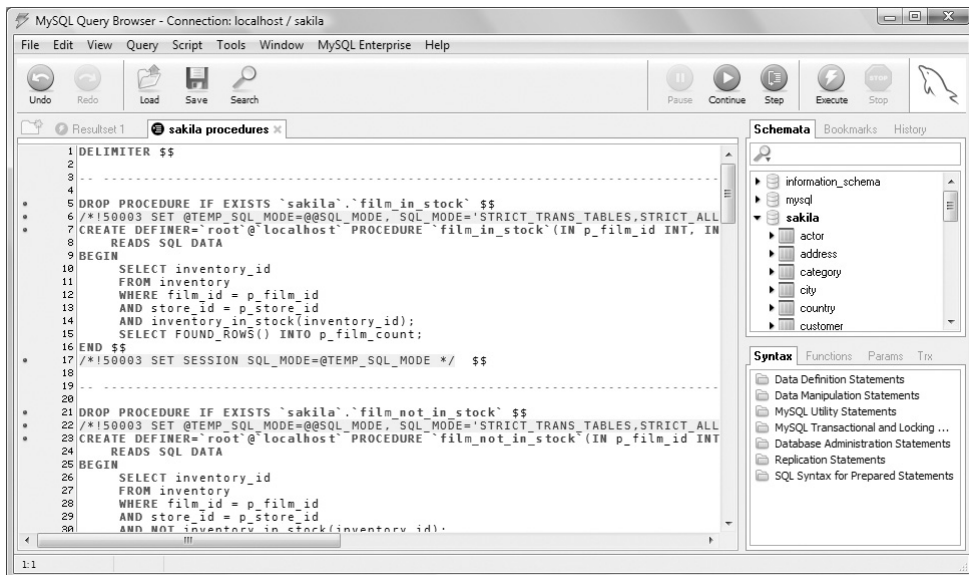 MySQL Query Browser - Connection: localhost / sakila
File Edit View Query Script Tools Window MySQL Enterprise Help
Undo Redo Load Save Search Pause Continue Step Execute Stop
Resultset 1 sakila procedures
1 DELIMITER $$
2
3 -- ----------------------------------------------------------------
4
5 DROP PROCEDURE IF EXISTS `sakila`.`film_in_stock` $$
6 /*!50003 SET @TEMP_SQL_MODE=@@SQL_MODE, SQL_MODE='STRICT_TRANS_TABLES,STRICT_ALL
7 CREATE DEFINER=`root`@`localhost` PROCEDURE `film_in_stock`(IN p_film_id INT, IN
8 READS SQL DATA
9 BEGIN
10 SELECT inventory_id
11 FROM inventory
12 WHERE film_id = p_film_id
13 AND store_id = p_store_id
14 AND inventory_in_stock(inventory_id);
15 SELECT FOUND_ROWS() INTO p_film_count;
16 END $$
17 /*!50003 SET SESSION SQL_MODE=@TEMP_SQL_MODE */ $$
18
19 -- ----------------------------------------------------------------
20
21 DROP PROCEDURE IF EXISTS `sakila`.`film_not_in_stock` $$
22 /*!50003 SET @TEMP_SQL_MODE=@@SQL_MODE, SQL_MODE='STRICT_TRANS_TABLES,STRICT_ALL
23 CREATE DEFINER=`root`@`localhost` PROCEDURE `film_not_in_stock`(IN p_film_id INT
24 READS SQL DATA
25 BEGIN
26 SELECT inventory_id
27 FROM inventory
28 WHERE film_id = p_film_id
29 AND store_id = p_store_id
30 AND NOT inventory_in_stock(inventory_id);
Schemata Bookmarks History
information_schema
mysql
sakila
actor
address
category
city
country
customer
Syntax Functions Params Trx
Data Definition Statements
Data Manipulation Statements
MySQL Utility Statements
MySQL Transactional and Locking ...
Database Administration Statements
Replication Statements
SQL Syntax for Prepared Statements
1:1